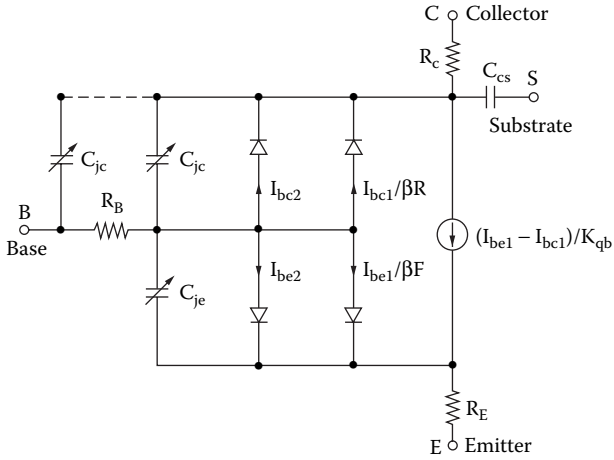 C Collector
R_c
C_cs
S
Substrate
C_jc
C_jc
I_bc2
I_bc1/βR
B
R_B
Base
(I_be1 − I_bc1)/K_qb
C_je
I_be2
I_be1/βF
R_E
E Emitter